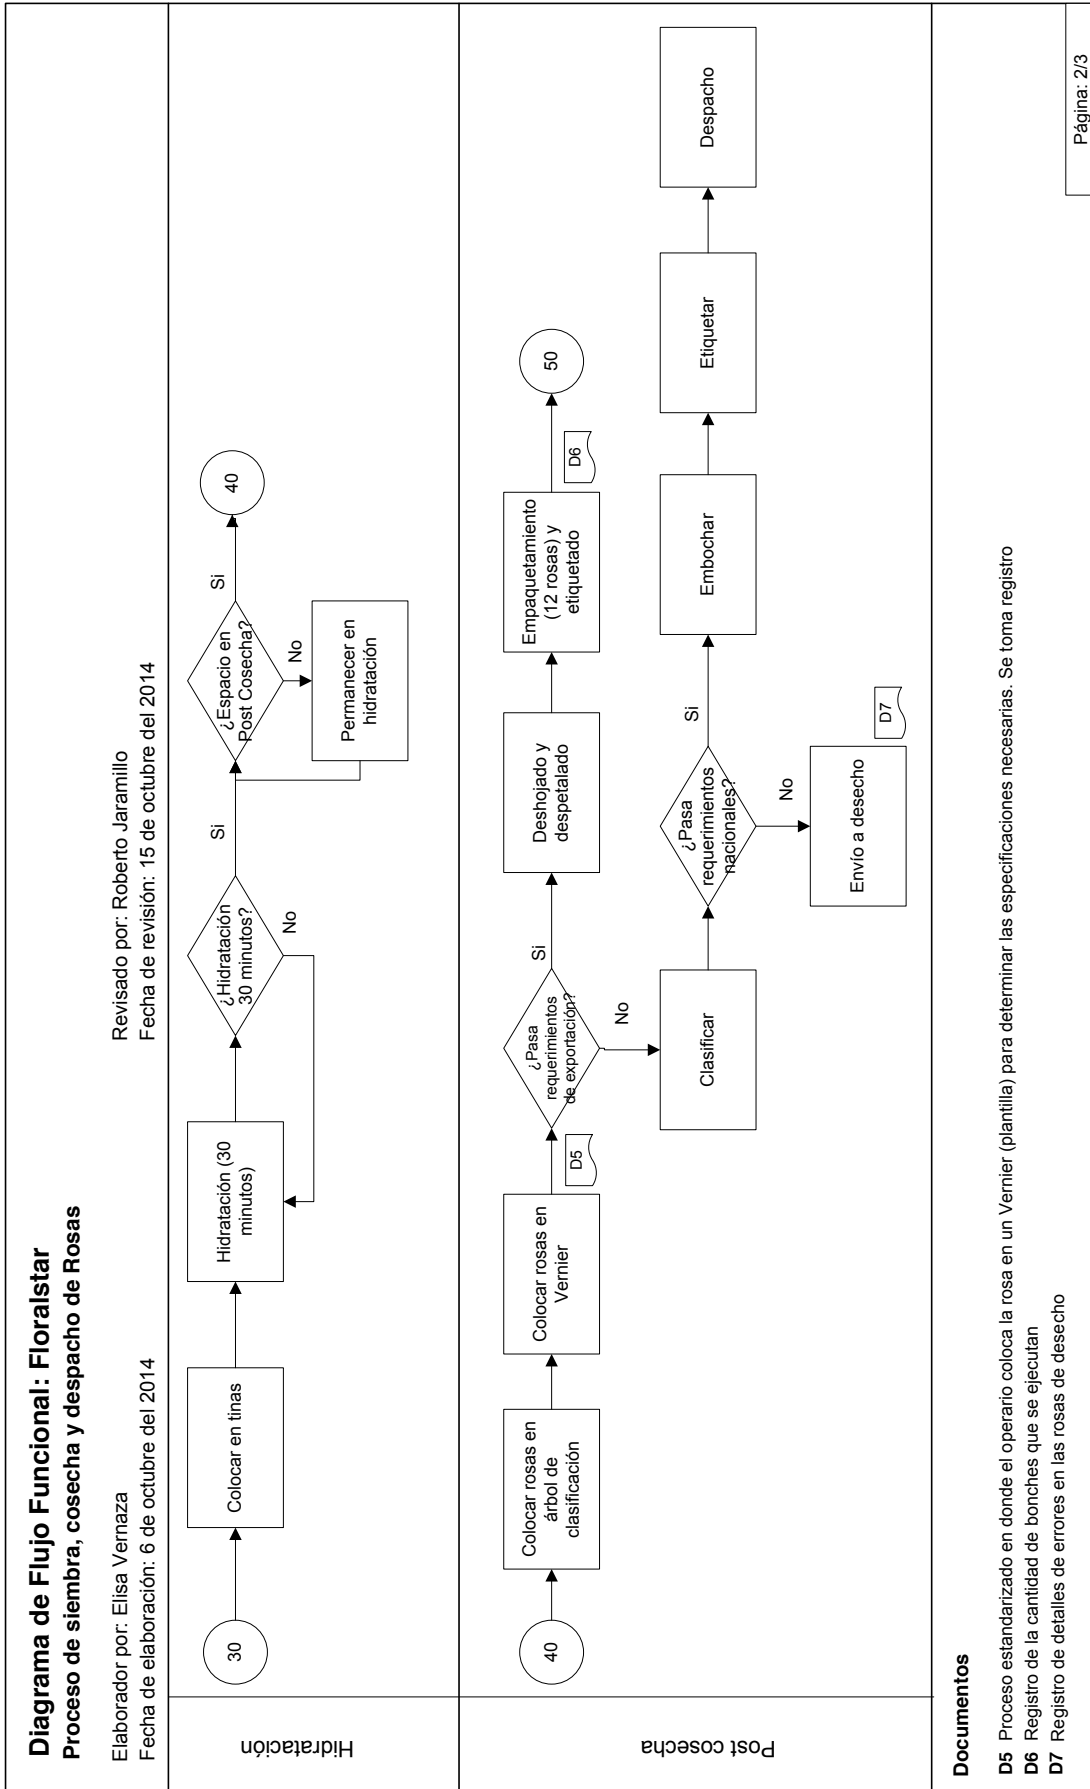 Diagrama de Flujo Funcional: Floralstar
Proceso de siembra, cosecha y despacho de Rosas
Elaborador por: Elisa Vernaza
Fecha de elaboración: 6 de octubre del 2014
Revisado por: Roberto Jaramillo
Fecha de revisión: 15 de octubre del 2014
Hidratación
30
Colocar en tinas
Hidratación (30
minutos)
¿Hidratación
30 minutos?
No
Si
¿Espacio en
Post Cosecha?
No
Permanecer en
hidratación
Si
40
Post cosecha
40
Colocar rosas en
árbol de
clasificación
Colocar rosas en
Vernier
D5
¿Pasa
requerimientos
de exportación?
Si
No
Deshojado y
despetalado
Empaquetamiento
(12 rosas) y
etiquetado
D6
50
Clasificar
¿Pasa
requerimientos
nacionales?
Si
No
Envío a desecho
D7
Embochar
Etiquetar
Despacho
Documentos
D5 Proceso estandarizado en donde el operario coloca la rosa en un Vernier (plantilla) para determinar las especificaciones necesarias. Se toma registro
D6 Registro de la cantidad de bonches que se ejecutan
D7 Registro de detalles de errores en las rosas de desecho
Página: 2/3